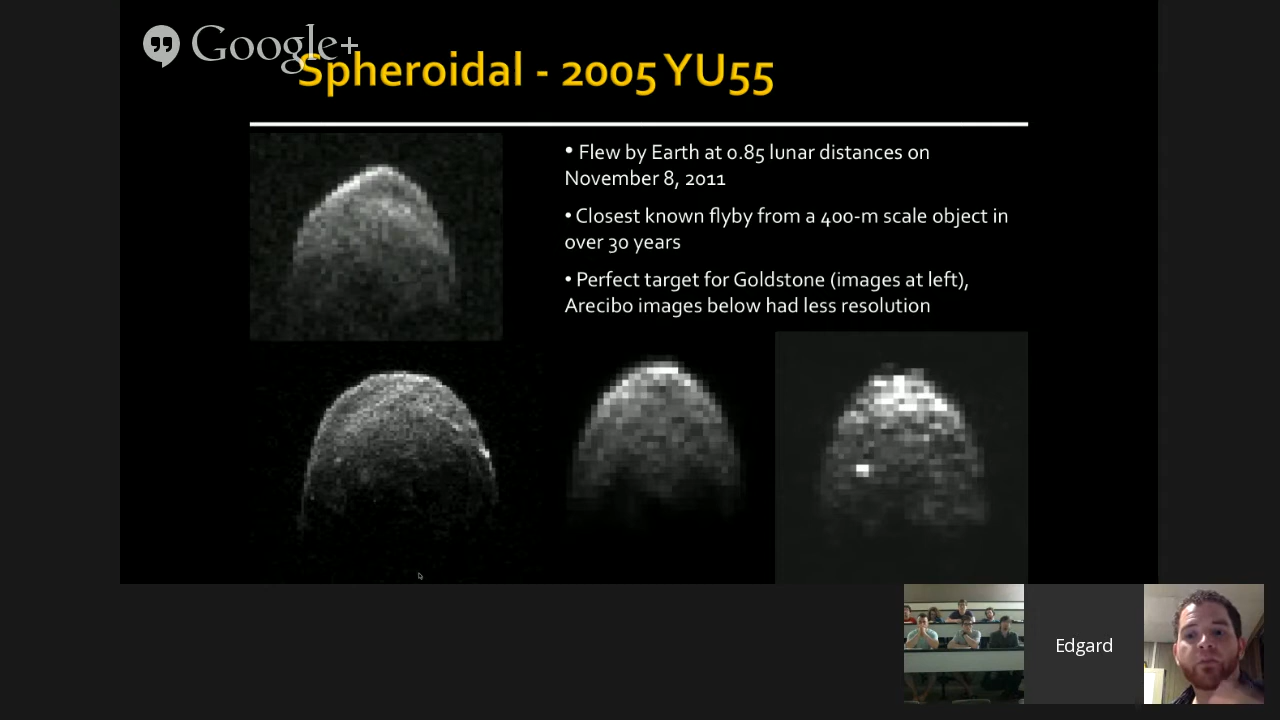 Google+
Spheroidal - 2005 YU55
• Flew by Earth at 0.85 lunar distances on
November 8, 2011
• Closest known flyby from a 400-m scale object in
over 30 years
• Perfect target for Goldstone (images at left),
Arecibo images below had less resolution
Edgard